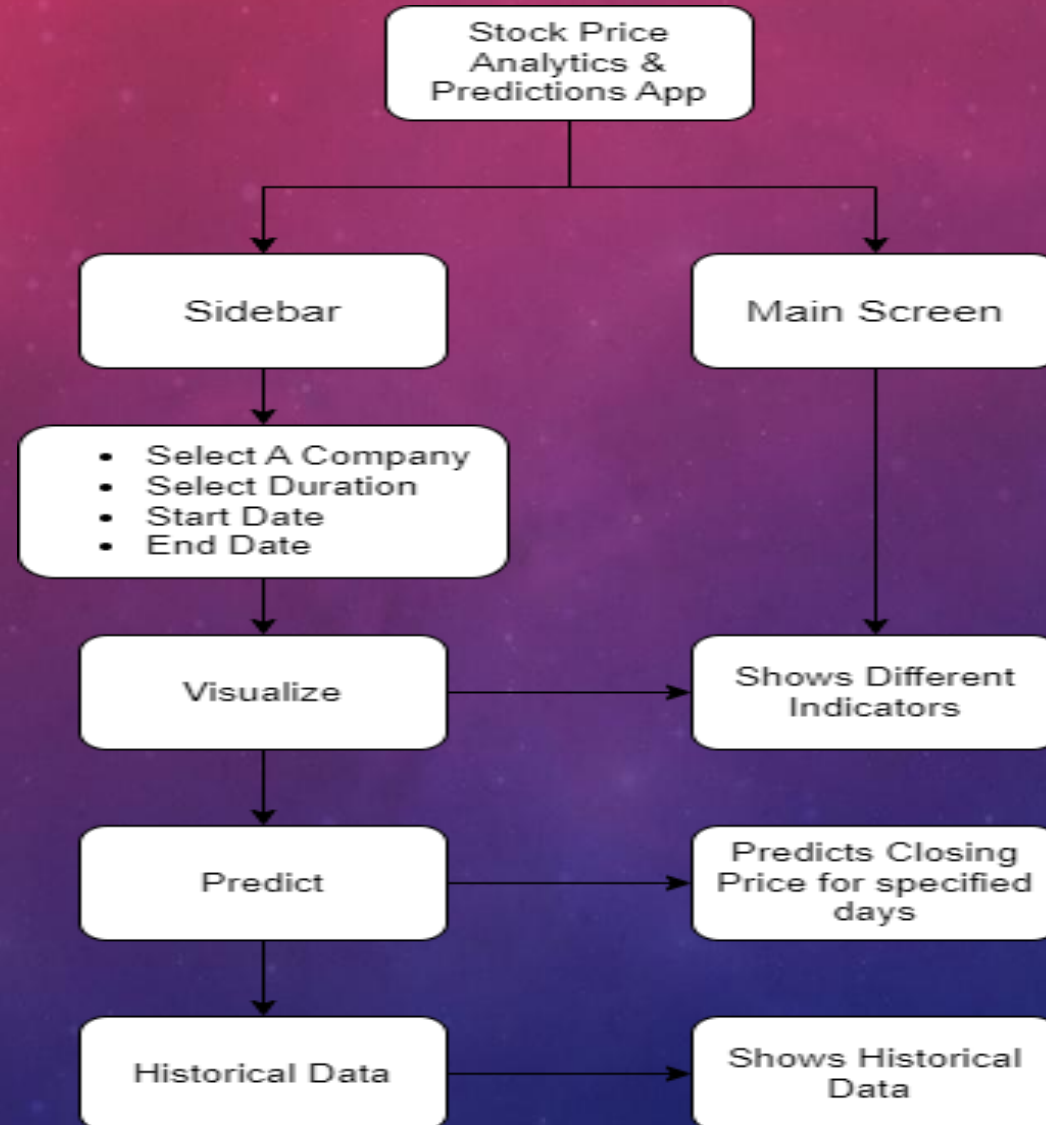 Stock Price
Analytics &
Predictions App
Sidebar
Main Screen
• Select A Company
• Select Duration
• Start Date
• End Date
Visualize
Shows Different
Indicators
Predict
Predicts Closing
Price for specified
days
Historical Data
Shows Historical
Data